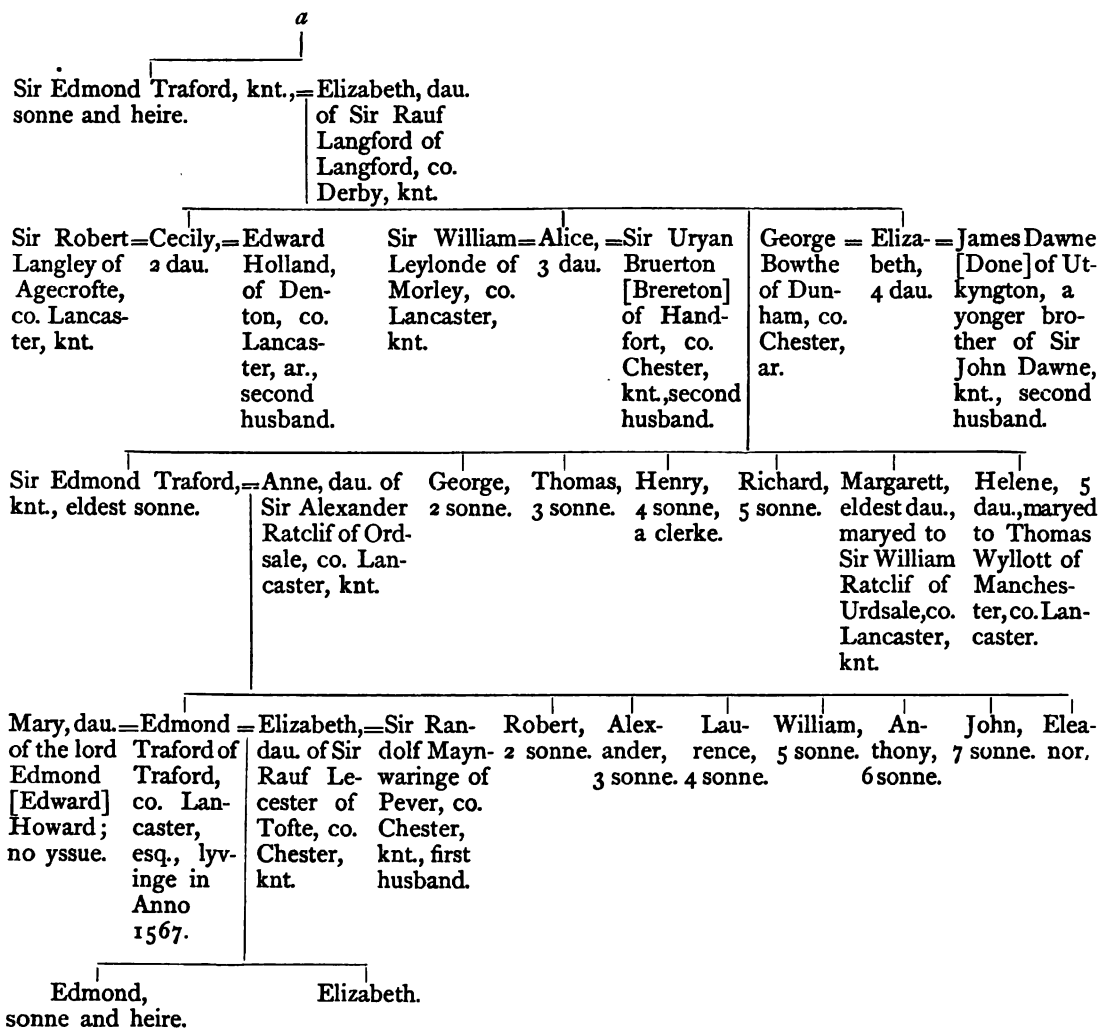 a
Sir Edmond Traford, knt.,=Elizabeth, dau.
sonne and heire. of Sir Rauf
Langford of
Langford, co.
Derby, knt.
Sir Robert=Cecily,=Edward
Langley of 2 dau. Holland,
Agecrofte, of Den-
co. Lancas- ton, co.
ter, knt. Lancas-
ter, ar.,
second
husband.
Sir William=Alice,=Sir Uryan
Leylonde of 3 dau. Bruerton
Morley, co. [Brereton]
Lancaster, of Hand-
knt. fort, co.
Chester,
knt.,second
husband.
George = Eliza-=James Dawne
Bowthe beth, [Done] of Ut-
of Dun- 4 dau. kyngton, a
ham, co. yonger bro-
Chester, ther of Sir
ar. John Dawne,
knt., second
husband.
Sir Edmond Traford,=Anne, dau. of
knt., eldest sonne. Sir Alexander
Ratclif of Ord-
sale, co. Lan-
caster, knt.
George,
2 sonne.
Thomas,
3 sonne.
Henry,
4 sonne,
a clerke.
Richard,
5 sonne.
Margarett,
eldest dau.,
maryed to
Sir William
Ratclif of
Urdsale,co.
Lancaster,
knt.
Helene, 5
dau.,maryed
to Thomas
Wyllott of
Manches-
ter, co. Lan-
caster.
Mary, dau.=Edmond=Elizabeth,=Sir Ran-
of the lord Traford of dau. of Sir dolf Mayn-
Edmond Traford, Rauf Le- waringe of
[Edward] co. Lan- cester of Pever, co.
Howard; caster, Tofte, co. Chester,
no yssue. esq., lyv- Chester, knt., first
inge in knt. husband.
Anno
1567.
Robert,
2 sonne.
Alex-
ander,
3 sonne.
Lau-
rence,
4 sonne.
William,
5 sonne.
An-
thony,
6 sonne.
John,
7 sonne.
Elea-
nor,
Edmond,
sonne and heire.
Elizabeth.